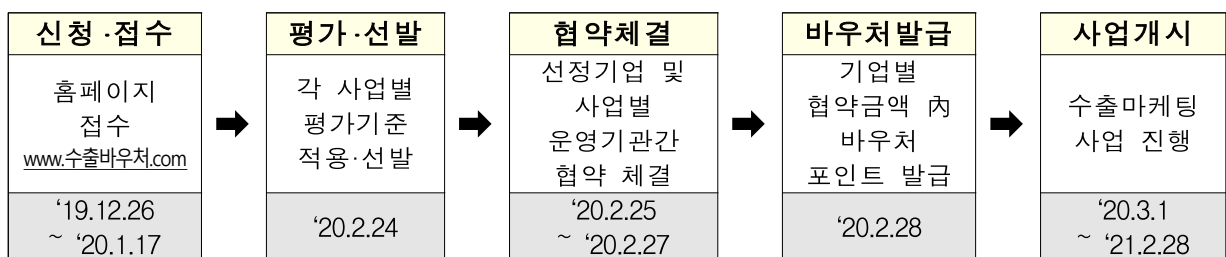 신청·접수
홈페이지
접수
www.수출바우처.com
‘19.12.26
~ ‘20.1.17
평가·선발
각 사업별
평가기준
적용·선발
‘20.2.24
협약체결
선정기업 및
사업별
운영기관간
협약 체결
‘20.2.25
~ ‘20.2.27
바우처발급
기업별
협약금액 內
바우처
포인트 발급
‘20.2.28
사업개시
수출마케팅
사업 진행
‘20.3.1
~ ‘21.2.28